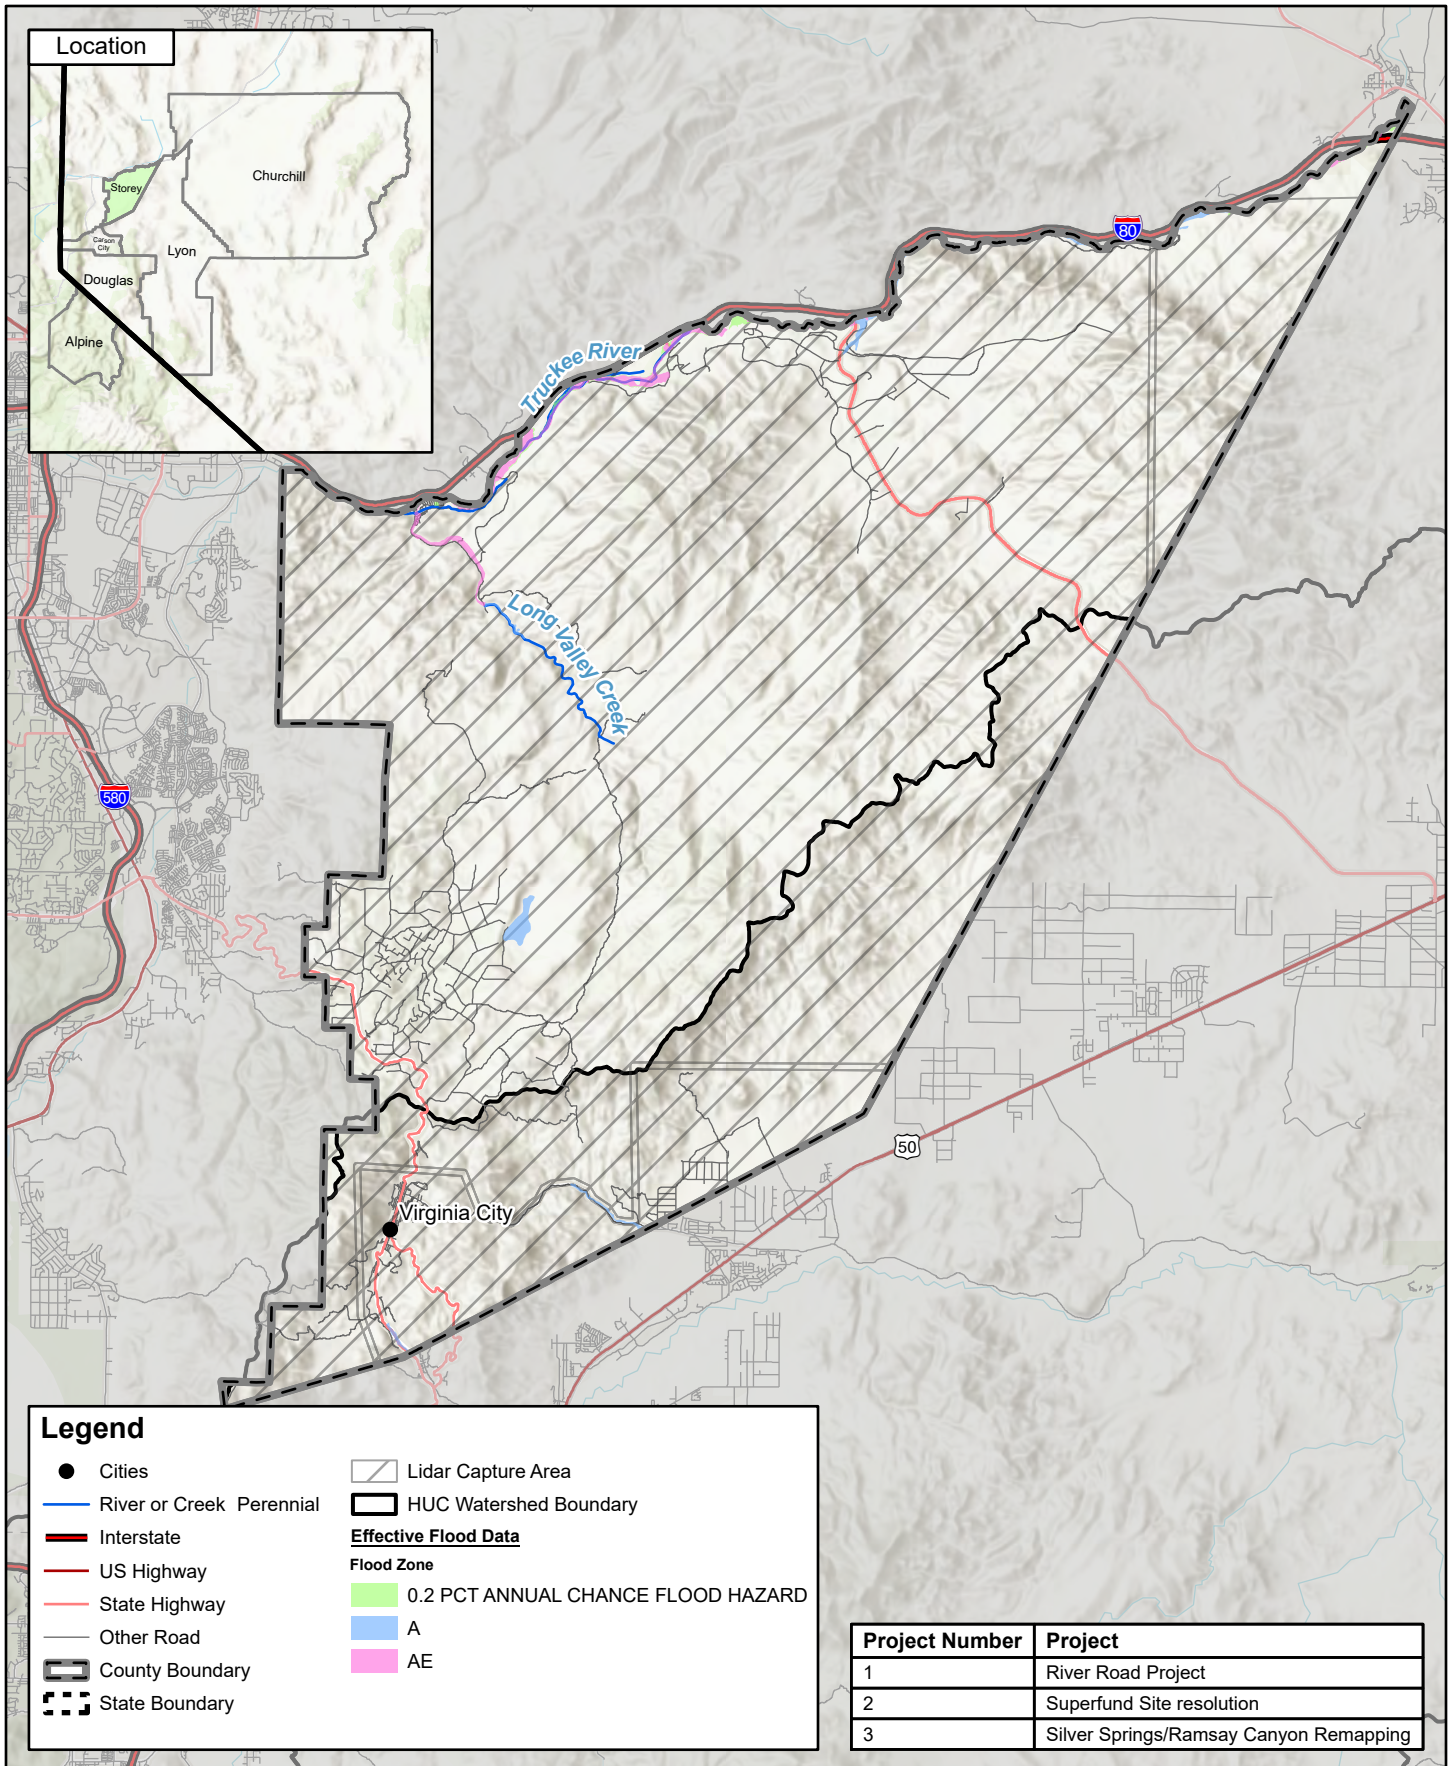 Location
Churchill
Storey
Carson
City
Lyon
Douglas
Alpine
80
Truckee River
Long Valley Creek
580
50
Virginia City
Legend
Cities
River or Creek Perennial
Interstate
US Highway
State Highway
Other Road
County Boundary
State Boundary
Lidar Capture Area
HUC Watershed Boundary
Effective Flood Data
Flood Zone
0.2 PCT ANNUAL CHANCE FLOOD HAZARD
A
AE
Project Number Project
1 River Road Project
2 Superfund Site resolution
3 Silver Springs/Ramsay Canyon Remapping